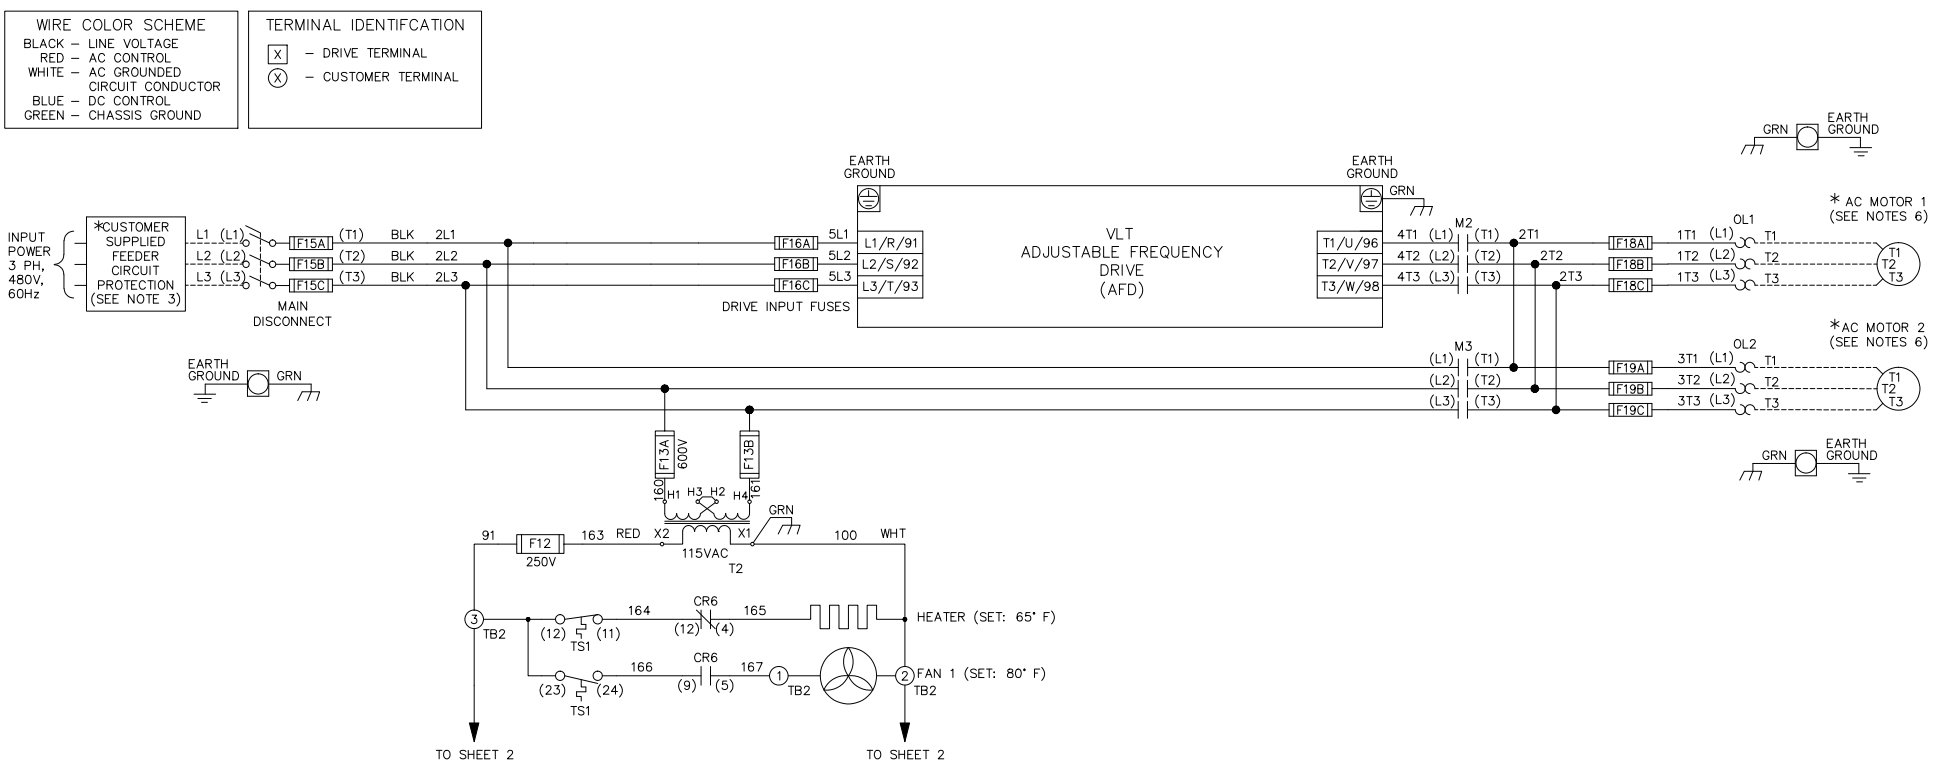 WIRE COLOR SCHEME
BLACK – LINE VOLTAGE
RED – AC CONTROL
WHITE – AC GROUNDED
CIRCUIT CONDUCTOR
BLUE – DC CONTROL
GREEN – CHASSIS GROUND
TERMINAL IDENTIFCATION
X – DRIVE TERMINAL
X – CUSTOMER TERMINAL
INPUT
POWER
3 PH,
480V,
60Hz
*CUSTOMER
SUPPLIED
FEEDER
CIRCUIT
PROTECTION
(SEE NOTE 3)
L1 (L1) F15A (T1) BLK 2L1
L2 (L2) F15B (T2) BLK 2L2
L3 (L3) F15C (T3) BLK 2L3
MAIN
DISCONNECT
EARTH
GROUND
GRN
F16A 5L1
F16B 5L2
F16C 5L3
DRIVE INPUT FUSES
EARTH
GROUND
L1/R/91
L2/S/92
L3/T/93
VLT
ADJUSTABLE FREQUENCY
DRIVE
(AFD)
EARTH
GROUND
GRN
T1/U/96
T2/V/97
T3/W/98
M2
4T1 (L1) (T1) 2T1
4T2 (L2) (T2) 2T2
4T3 (L3) (T3) 2T3
OL1
F18A 1T1 (L1) T1
F18B 1T2 (L2) T2
F18C 1T3 (L3) T3
GRN
EARTH
GROUND
* AC MOTOR 1
(SEE NOTES 6)
T1
T2
T3
M3
(L1) (T1)
(L2) (T2)
(L3) (T3)
OL2
F19A 3T1 (L1) T1
F19B 3T2 (L2) T2
F19C 3T3 (L3) T3
*AC MOTOR 2
(SEE NOTES 6)
T1
T2
T3
GRN
EARTH
GROUND
F13A
600V
F13B
160
161
H1 H3 H2 H4
GRN
91 F12 163 RED X2 X1 100 WHT
250V
115VAC
T2
3
TB2
(12) (11)
TS1
164
CR6
(12) (4)
165
HEATER (SET: 65° F)
(23) (24)
TS1
166
CR6
(9) (5)
167
1
TB2
2
TB2
FAN 1 (SET: 80° F)
TO SHEET 2
TO SHEET 2